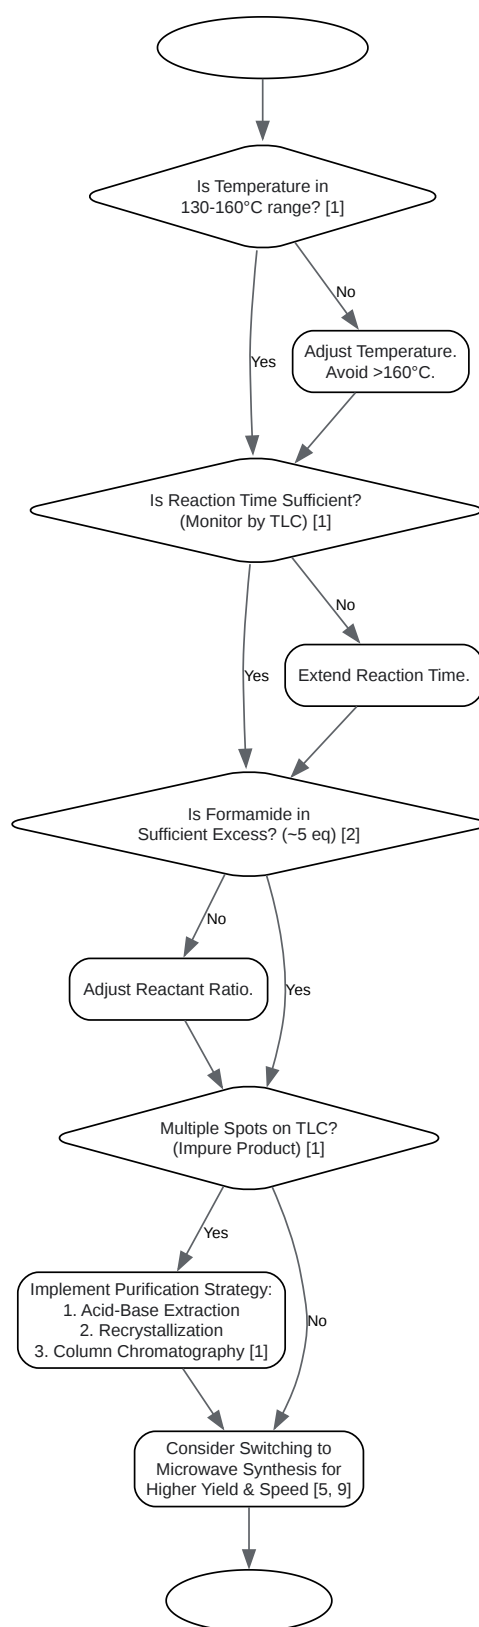 Is Temperature in
130-160°C range? [1]
No
Yes
Adjust Temperature.
Avoid >160°C.
Is Reaction Time Sufficient?
(Monitor by TLC) [1]
No
Yes
Extend Reaction Time.
Is Formamide in
Sufficient Excess? (~5 eq) [2]
No
Adjust Reactant Ratio.
Yes
Multiple Spots on TLC?
(Impure Product) [1]
Yes
Implement Purification Strategy:
1. Acid-Base Extraction
2. Recrystallization
3. Column Chromatography [1]
No
Consider Switching to
Microwave Synthesis for
Higher Yield & Speed [5, 9]